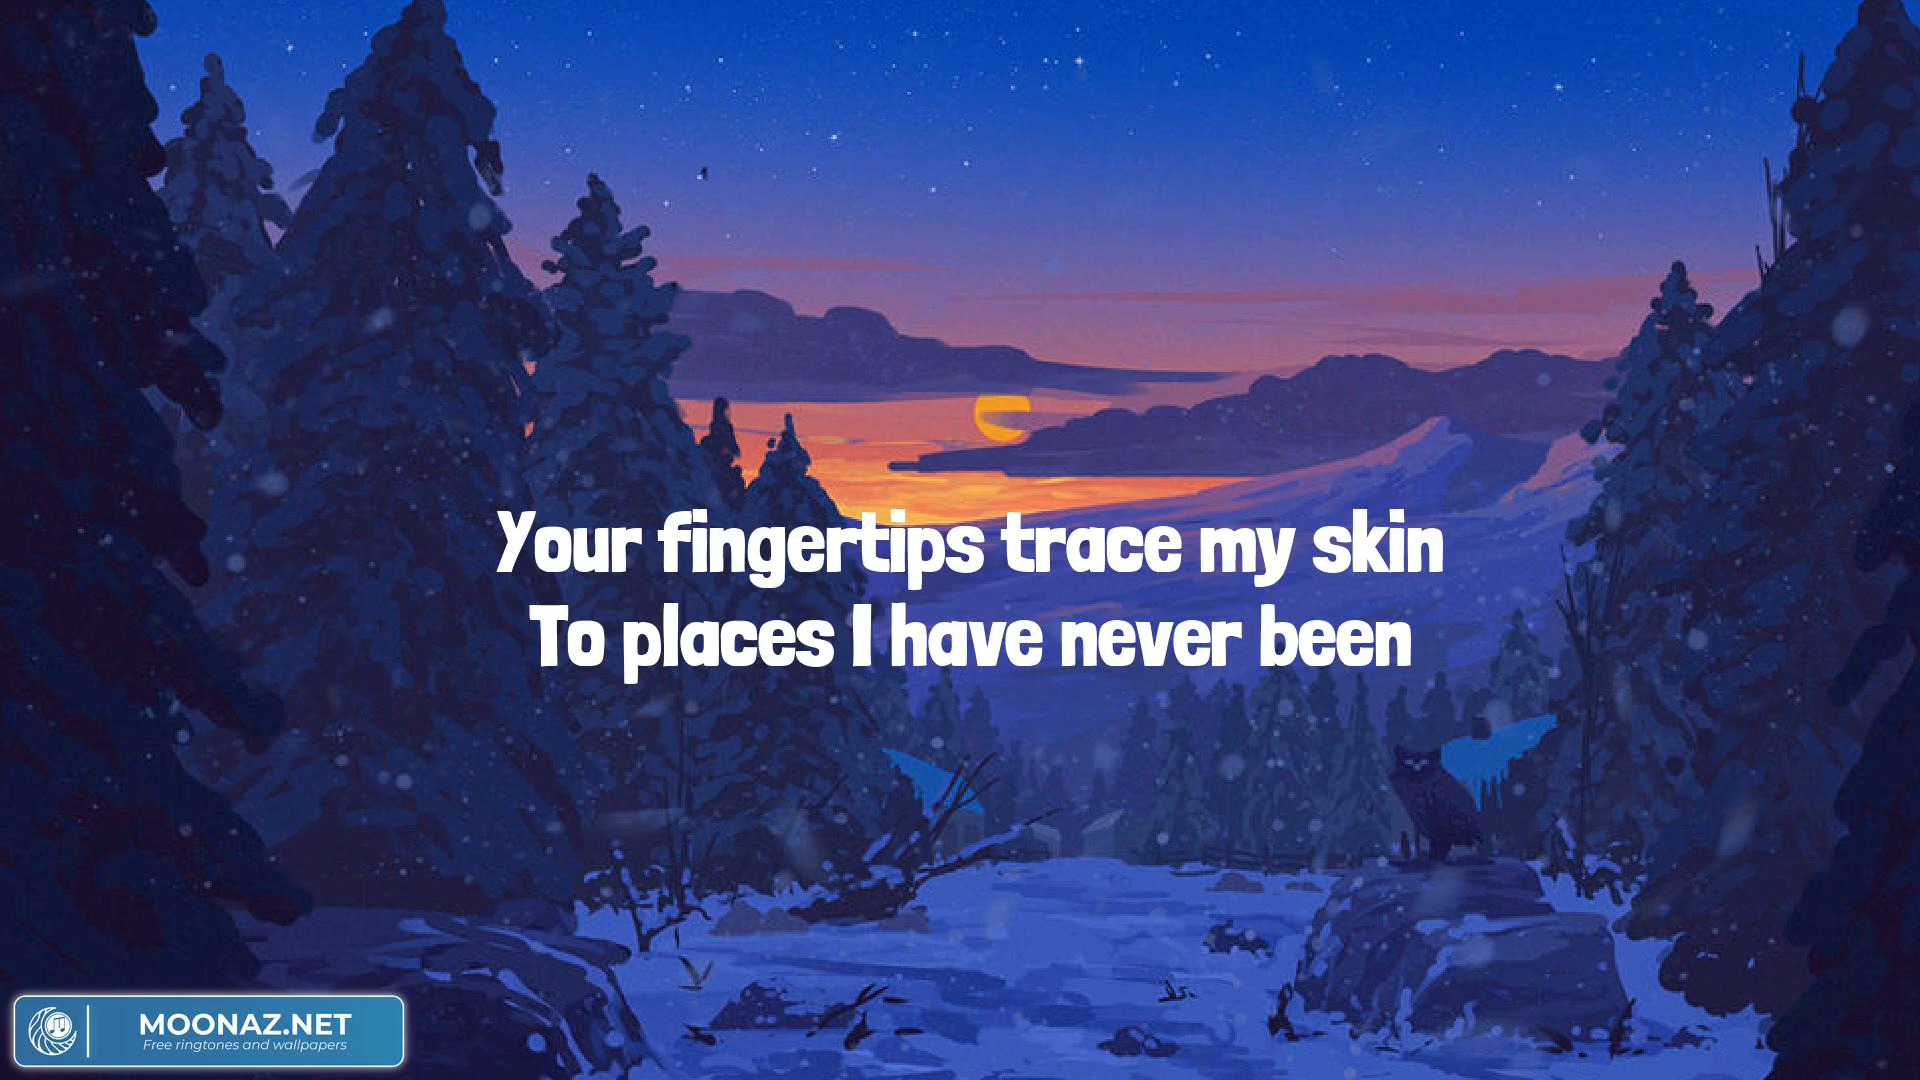 Your fingertips trace my skin
To places I have never been
MOONAZ.NET
Free ringtones and wallpapers